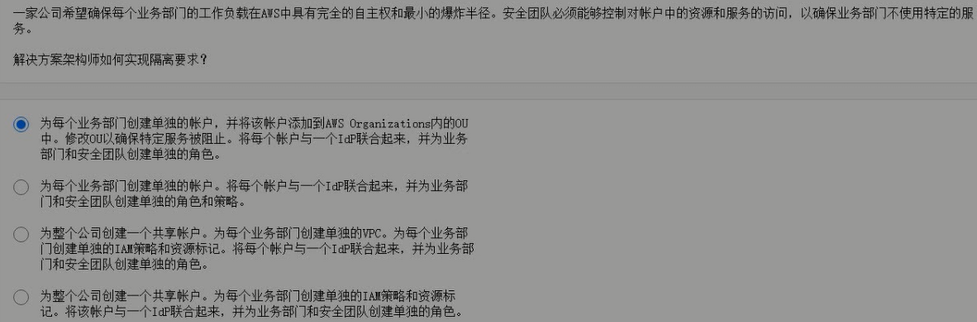 一家公司希望确保每个业务部门的工作负载在AWS中具有完全的自主权和最小的爆炸半径。安全团队必须能够控制对帐户中的资源和服务的访问，以确保业务部门不使用特定的服
务。
解决方案架构师如何实现隔离要求？
为每个业务部门创建单独的帐户，并将该帐户添加到AWS Organizations内的OU
中。修改OU以确保特定服务被阻止。将每个帐户与一个IdP联合起来，并为业务
部门和安全团队创建单独的角色。
为每个业务部门创建单独的帐户。将每个帐户与一个IdP联合起来，并为业务部
门和安全团队创建单独的角色和策略。
为整个公司创建一个共享帐户。为每个业务部门创建单独的VPC。为每个业务部
门创建单独的IAM策略和资源标记。将每个帐户与一个IdP联合起来，并为业务部
门和安全团队创建单独的角色。
为整个公司创建一个共享帐户。为每个业务部门创建单独的IAM策略和资源标
记。将该帐户与一个IdP联合起来，并为业务部门和安全团队创建单独的角色。